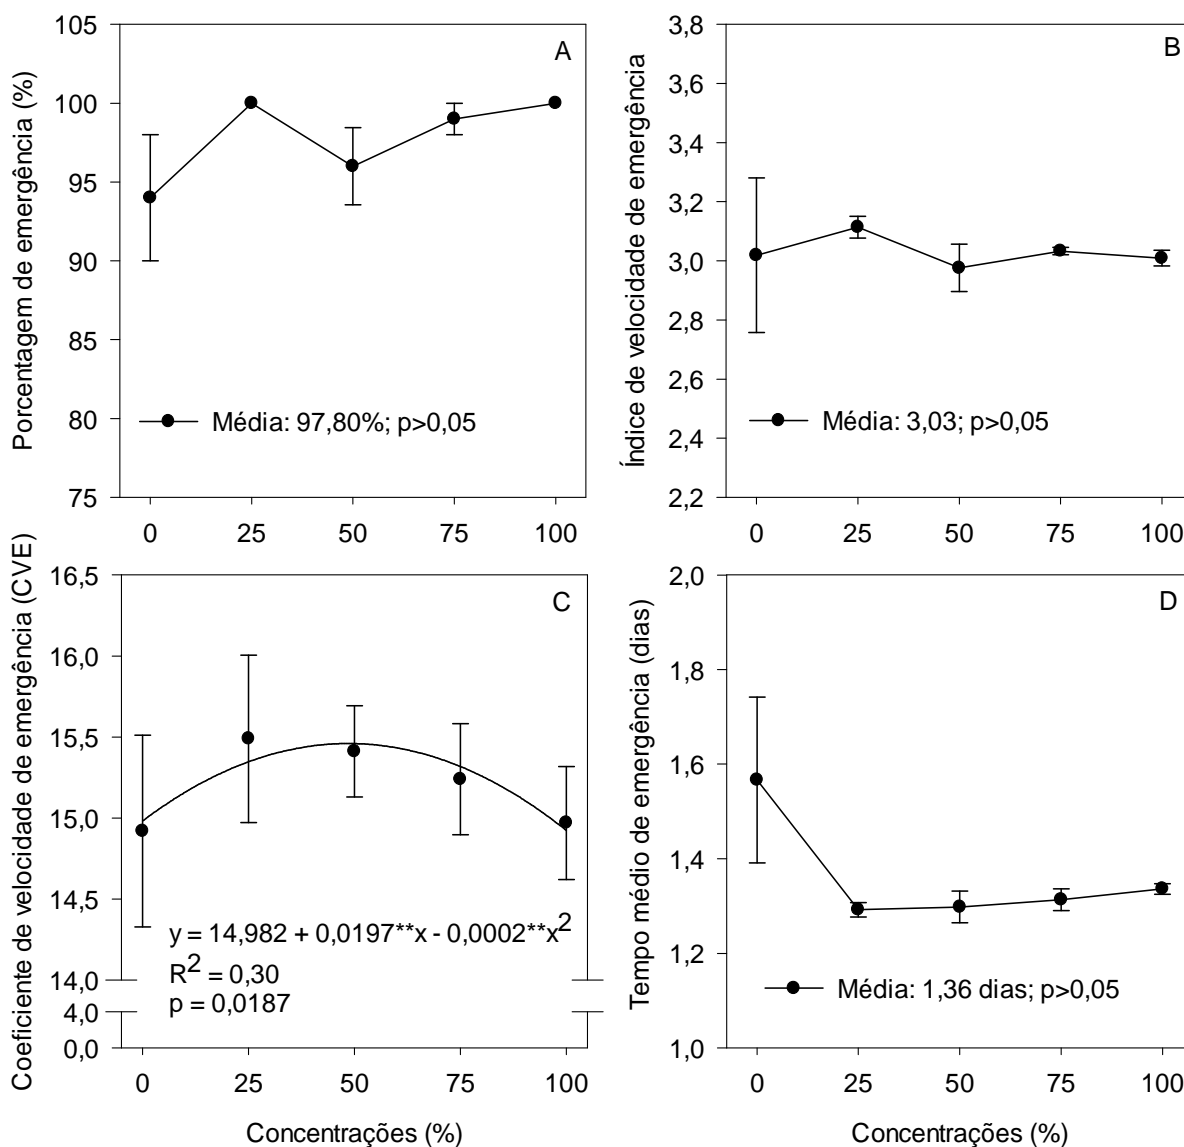 A
Porcentagem de emergência (%)
105
100
95
90
85
80
75
Média: 97,80%; p>0,05
0 25 50 75 100
B
Índice de velocidade de emergência
3,8
3,6
3,4
3,2
3,0
2,8
2,6
2,4
2,2
Média: 3,03; p>0,05
0 25 50 75 100
C
Coeficiente de velocidade de emergência (CVE)
16,5
16,0
15,5
15,0
14,5
14,0
4,0
0,0
y = 14,982 + 0,0197**x - 0,0002**x²
R² = 0,30
p = 0,0187
0 25 50 75 100
Concentrações (%)
D
Tempo médio de emergência (dias)
2,0
1,8
1,6
1,4
1,2
1,0
Média: 1,36 dias; p>0,05
0 25 50 75 100
Concentrações (%)